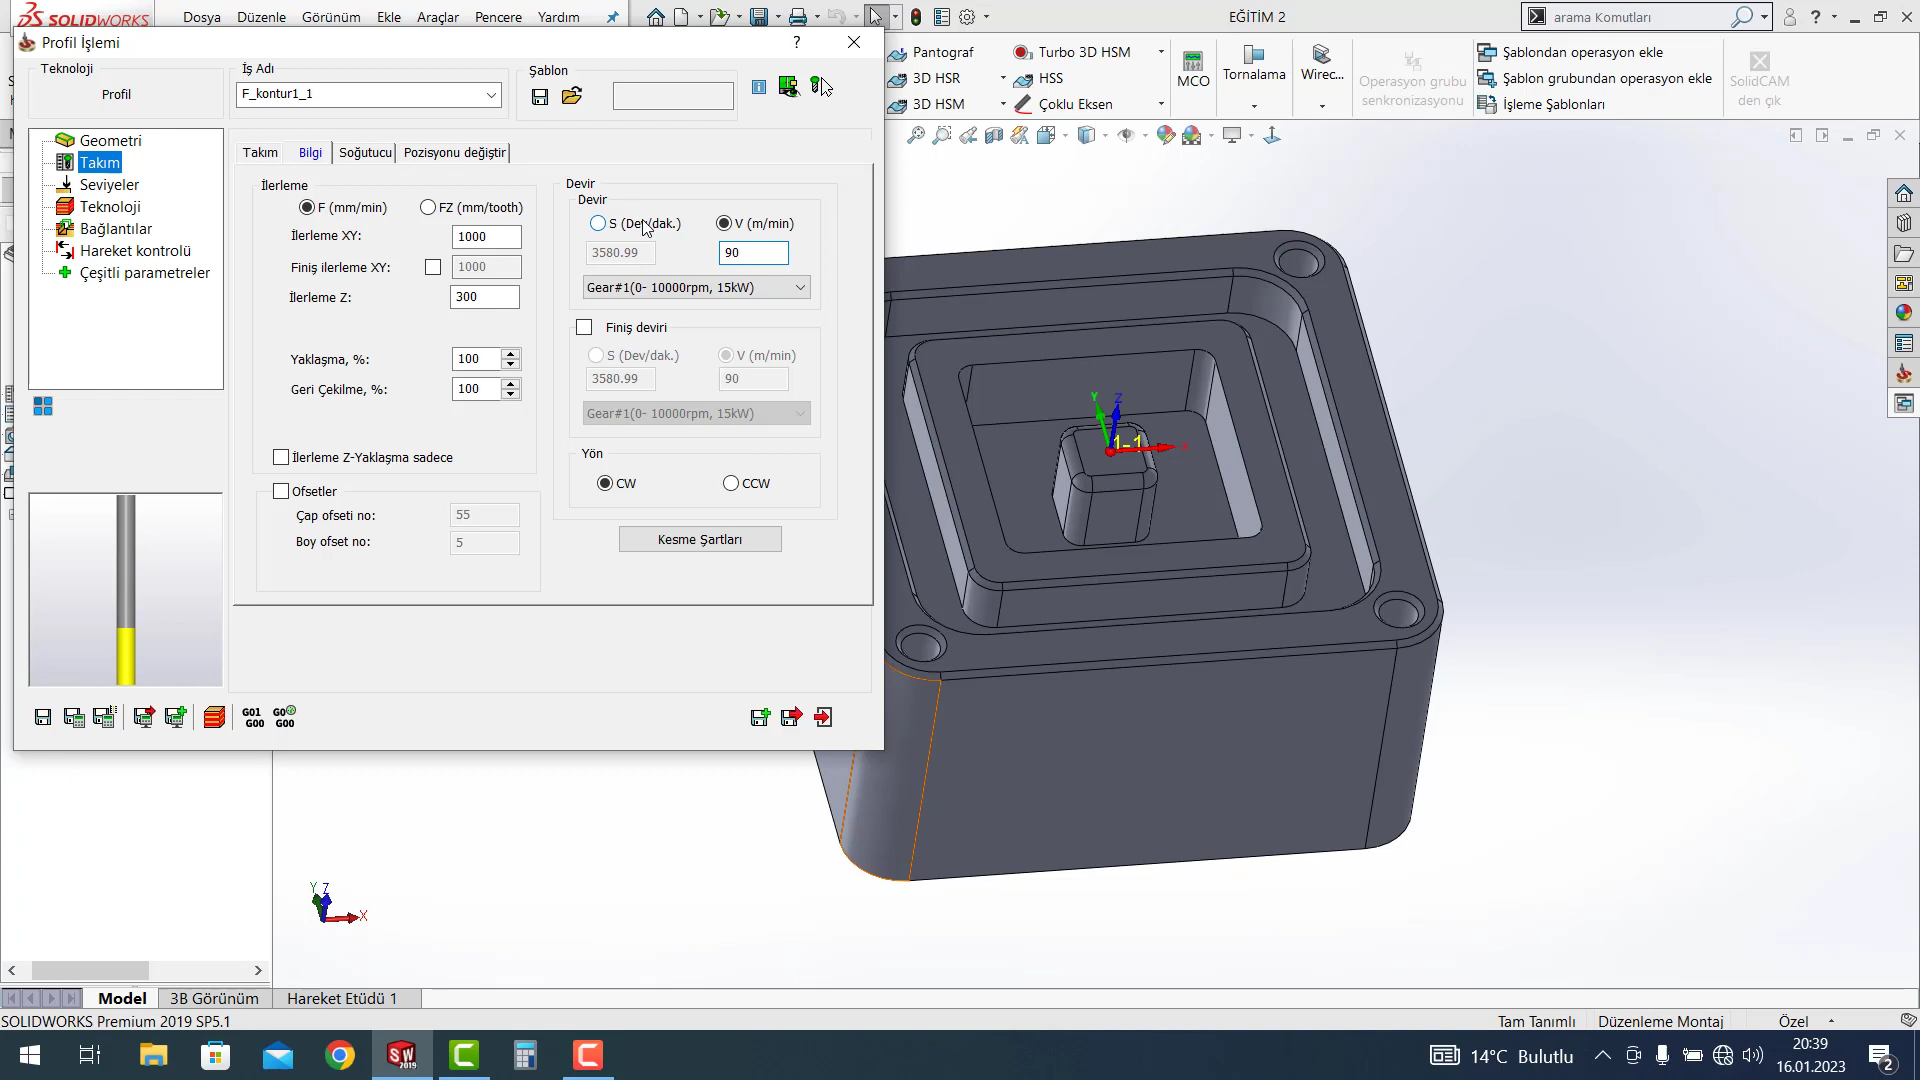 SOLIDWORKS
Dosya
Düzenle
Görünüm
Ekle
Araçlar
Pencere
Yardım
EĞİTİM 2
arama Komutları
Profil İşlemi
?
Teknoloji
Profil
İş Adı
F_kontur1_1
Şablon
Pantograf
3D HSR
3D HSM
Turbo 3D HSM
HSS
Çoklu Eksen
MCO
Tornalama
Wirec...
Operasyon grubu
senkronizasyonu
Şablondan operasyon ekle
Şablon grubundan operasyon ekle
İşleme Şablonları
SolidCAM
den çık
Geometri
Takım
Seviyeler
Teknoloji
Bağlantılar
Hareket kontrolü
Çeşitli parametreler
Takım
Bilgi
Soğutucu
Pozisyonu değiştir
İlerleme
F (mm/min)
FZ (mm/tooth)
İlerleme XY:
1000
Finiş ilerleme XY:
1000
İlerleme Z:
300
Yaklaşma, %:
100
Geri Çekilme, %:
100
İlerleme Z-Yaklaşma sadece
Ofsetler
Çap ofseti no:
55
Boy ofset no:
5
Devir
Devir
S (Dev/dak.)
V (m/min)
3580.99
90
Gear#1(0- 10000rpm, 15kW)
Finiş deviri
S (Dev/dak.)
V (m/min)
3580.99
90
Gear#1(0- 10000rpm, 15kW)
Yön
CW
CCW
Kesme Şartları
G01
G00
G0
G00
Y
Z
X
1-1
Y
Z
X
Model
3B Görünüm
Hareket Etüdü 1
SOLIDWORKS Premium 2019 SP5.1
Tam Tanımlı
Düzenleme Montaj
Özel
SW
2019
14°C Bulutlu
20:39
16.01.2023
2